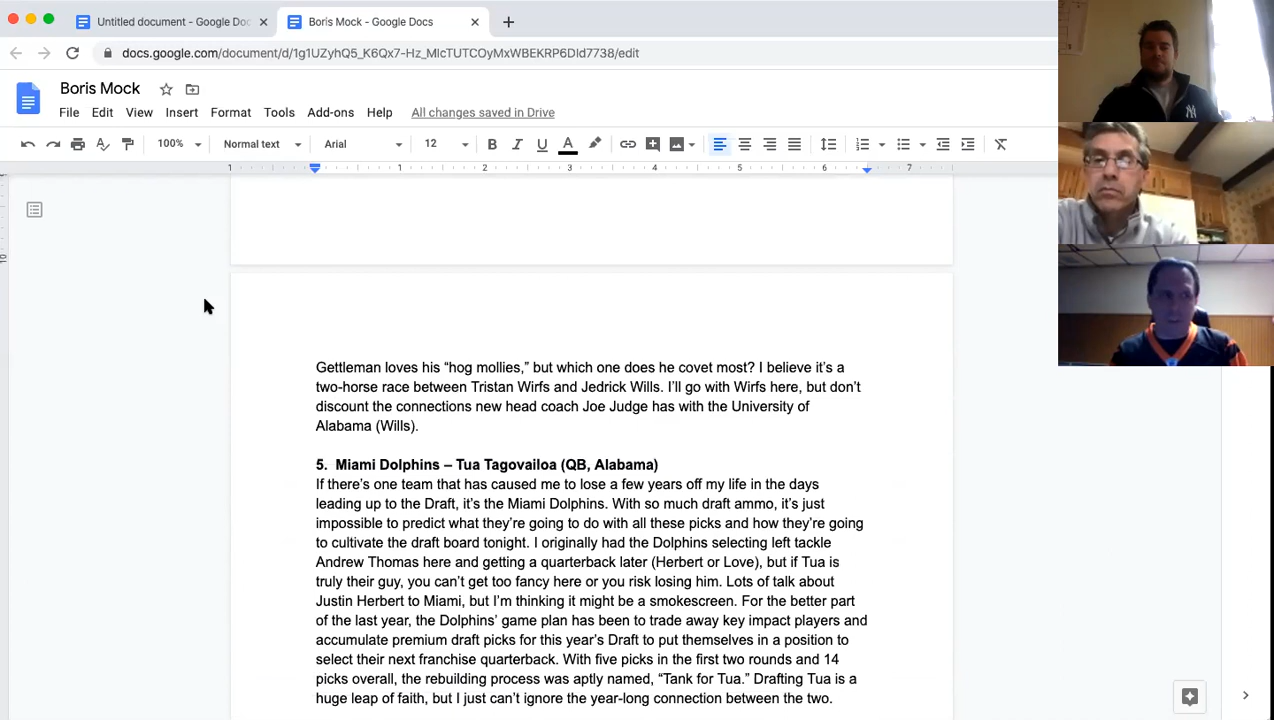 Untitled document - Google Doc
Boris Mock - Google Docs
docs.google.com/document/d/1g1UZyhQ5_K6Qx7-Hz_MIcTUTCOyMxWBEKRP6DId7738/edit
Boris Mock
File Edit View Insert Format Tools Add-ons Help All changes saved in Drive
100% Normal text Arial 12 B I U A
1 1 2 3 4 5 6 7
10
Gettleman loves his “hog mollies,” but which one does he covet most? I believe it’s a
two-horse race between Tristan Wirfs and Jedrick Wills. I’ll go with Wirfs here, but don’t
discount the connections new head coach Joe Judge has with the University of
Alabama (Wills).
5. Miami Dolphins – Tua Tagovailoa (QB, Alabama)
If there’s one team that has caused me to lose a few years off my life in the days
leading up to the Draft, it’s the Miami Dolphins. With so much draft ammo, it’s just
impossible to predict what they’re going to do with all these picks and how they’re going
to cultivate the draft board tonight. I originally had the Dolphins selecting left tackle
Andrew Thomas here and getting a quarterback later (Herbert or Love), but if Tua is
truly their guy, you can’t get too fancy here or you risk losing him. Lots of talk about
Justin Herbert to Miami, but I’m thinking it might be a smokescreen. For the better part
of the last year, the Dolphins’ game plan has been to trade away key impact players and
accumulate premium draft picks for this year’s Draft to put themselves in a position to
select their next franchise quarterback. With five picks in the first two rounds and 14
picks overall, the rebuilding process was aptly named, “Tank for Tua.” Drafting Tua is a
huge leap of faith, but I just can’t ignore the year-long connection between the two.